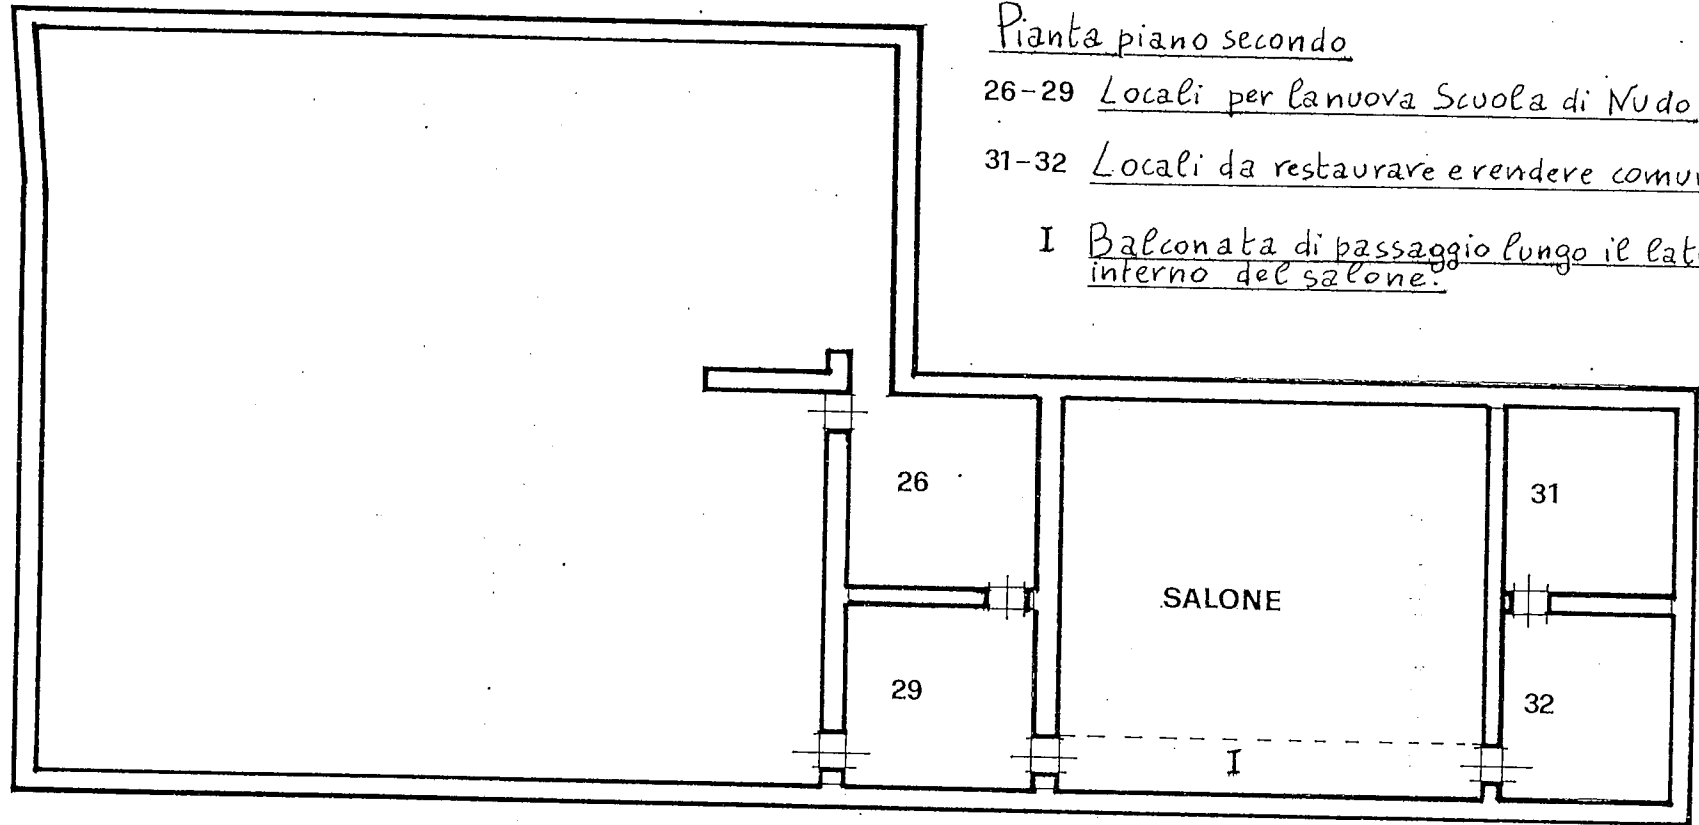 Pianta piano secondo
26-29 Locali per la nuova Scuola di Nudo
31-32 Locali da restaurare e rendere
I Balconata di passaggio lungo il
interno del salone.
26
31
SALONE
29
32
I